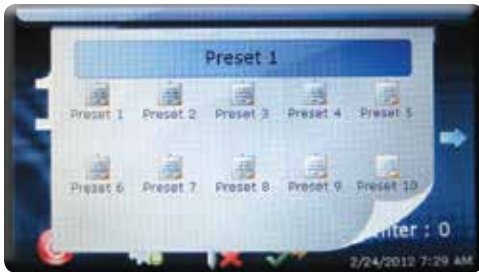 Preset 1
Preset 1 Preset 2 Preset 3 Preset 4 Preset 5
Preset 6 Preset 7 Preset 8 Preset 9 Preset 10
nter : 0
2/24/2012 7:29 AM